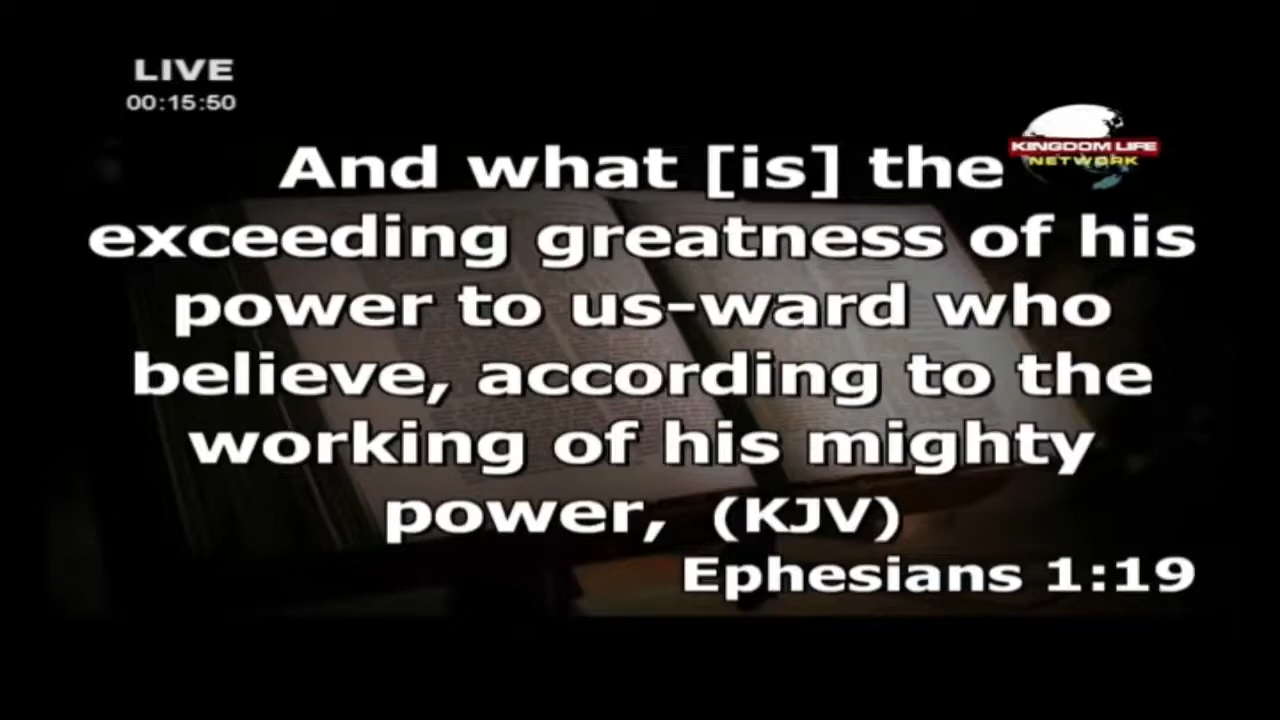 LIVE
00:15:50
KINGDOM LIFE
NETWORK
And what [is] the
exceeding greatness of his
power to us-ward who
believe, according to the
working of his mighty
power, (KJV)
Ephesians 1:19